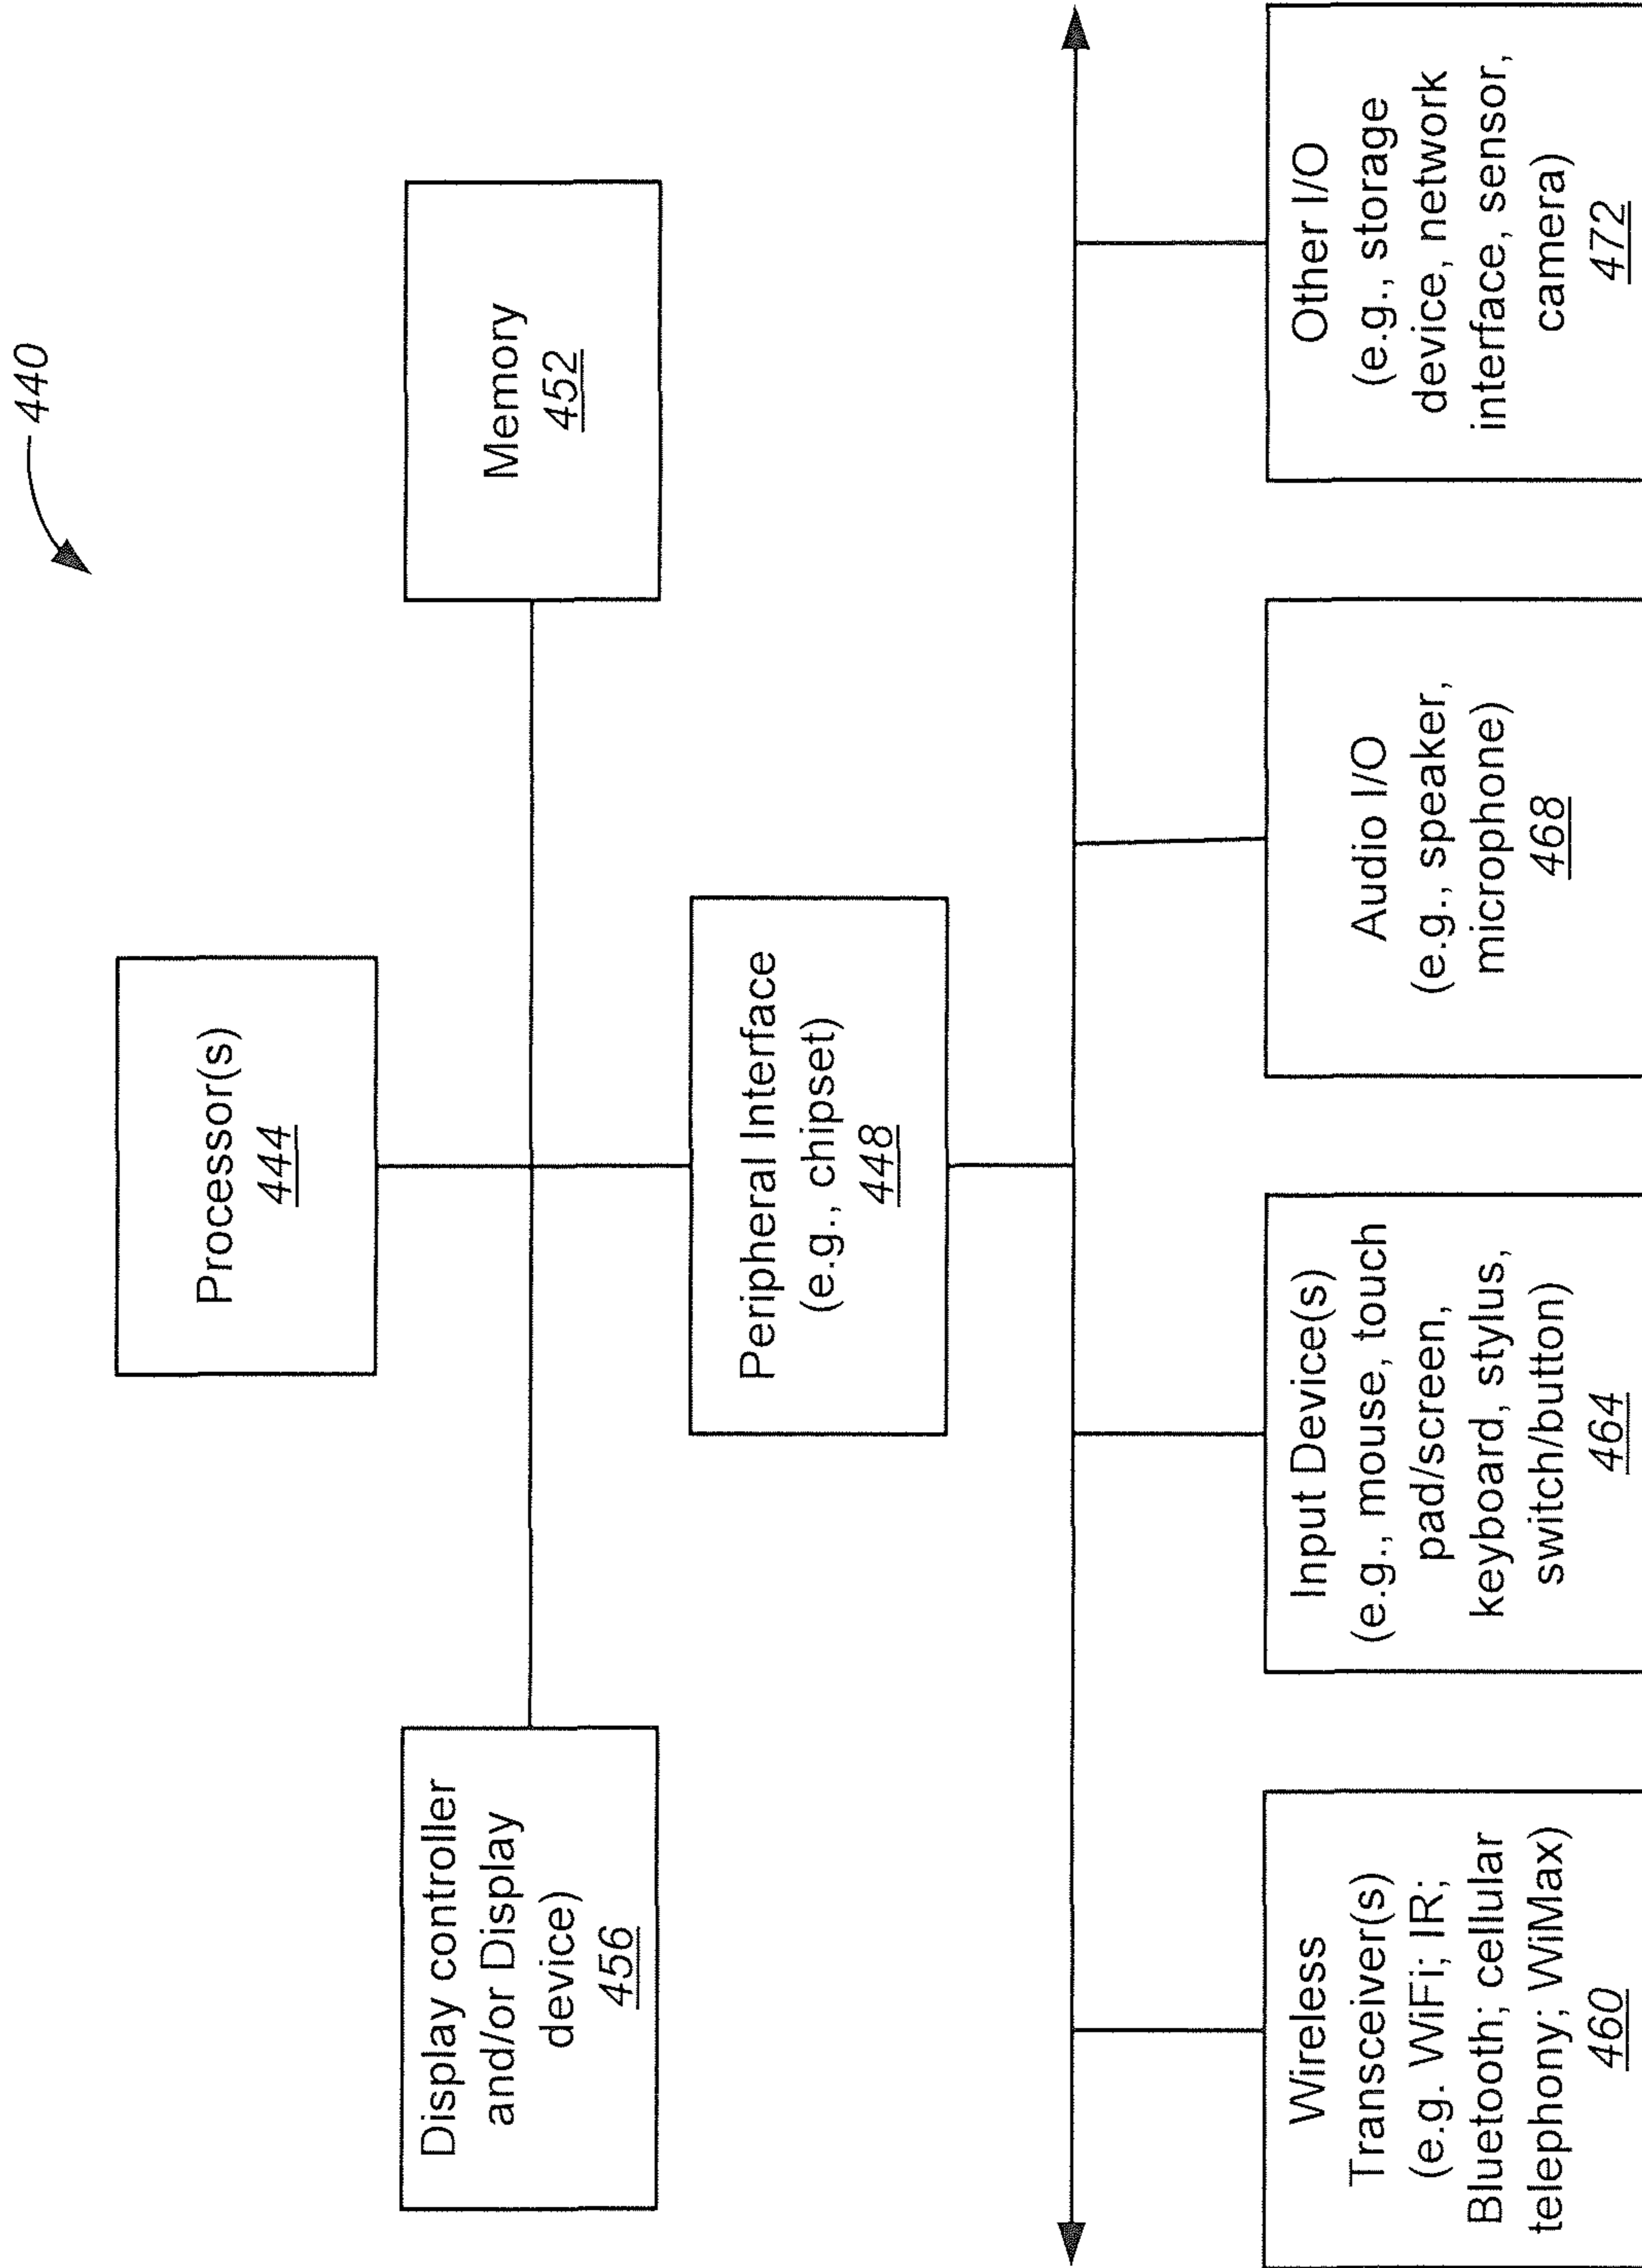 440
Processor(s)
444
Display controller
and/or Display
device)
456
Memory
452
Peripheral Interface
(e.g., chipset)
448
Wireless
Transceiver(s)
(e.g. WiFi; IR;
Bluetooth; cellular
telephony; WiMax)
460
Input Device(s)
(e.g., mouse, touch
pad/screen,
keyboard, stylus,
switch/button)
464
Audio I/O
(e.g., speaker,
microphone)
468
Other I/O
(e.g., storage
device, network
interface, sensor,
camera)
472